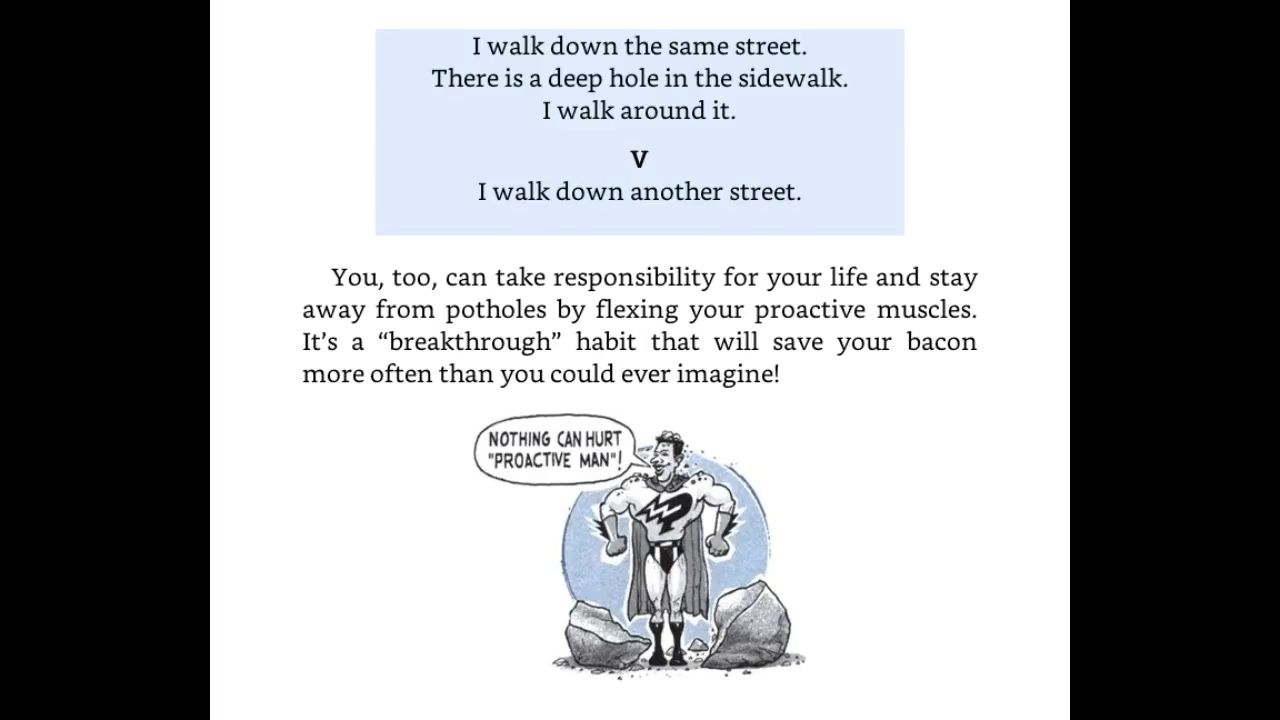 I walk down the same street.
There is a deep hole in the sidewalk.
I walk around it.
V
I walk down another street.
You, too, can take responsibility for your life and stay
away from potholes by flexing your proactive muscles.
It’s a “breakthrough” habit that will save your bacon
more often than you could ever imagine!
NOTHING CAN HURT
"PROACTIVE MAN"!
P